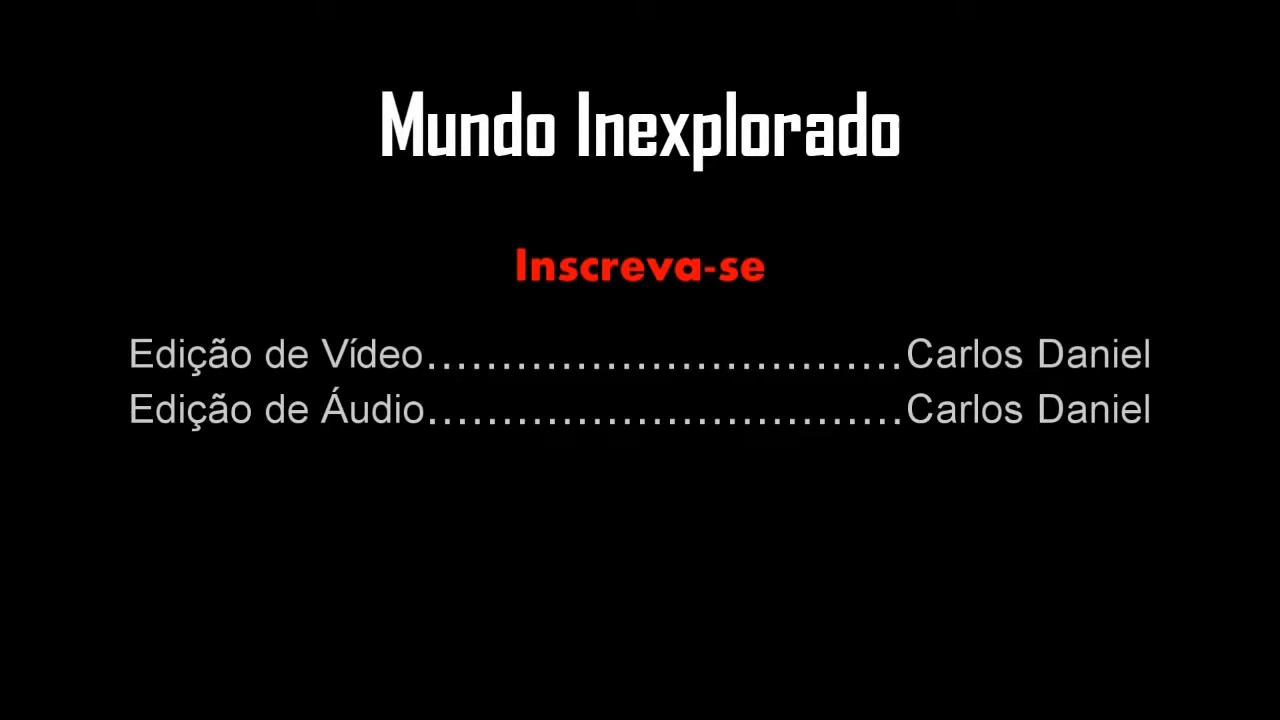 Mundo Inexplorado
Inscreva-se
Edição de Vídeo................................Carlos Daniel
Edição de Áudio................................Carlos Daniel